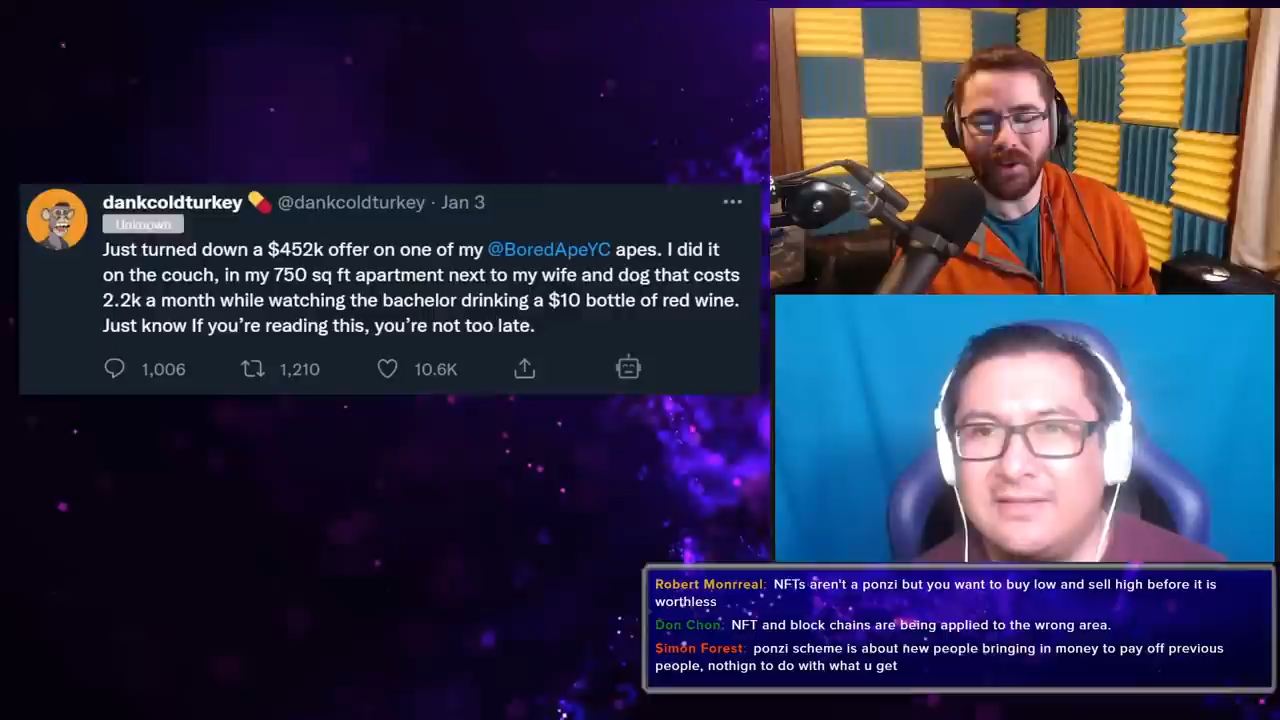 dankcoldturkey 💊 @dankcoldturkey · Jan 3
Unknown
Just turned down a $452k offer on one of my @BoredApeYC apes. I did it
on the couch, in my 750 sq ft apartment next to my wife and dog that costs
2.2k a month while watching the bachelor drinking a $10 bottle of red wine.
Just know If you’re reading this, you’re not too late.
1,006 1,210 10.6K
Robert Monrreal: NFTs aren't a ponzi but you want to buy low and sell high before it is
worthless
Don Chon: NFT and block chains are being applied to the wrong area.
Simon Forest: ponzi scheme is about new people bringing in money to pay off previous
people, nothign to do with what u get